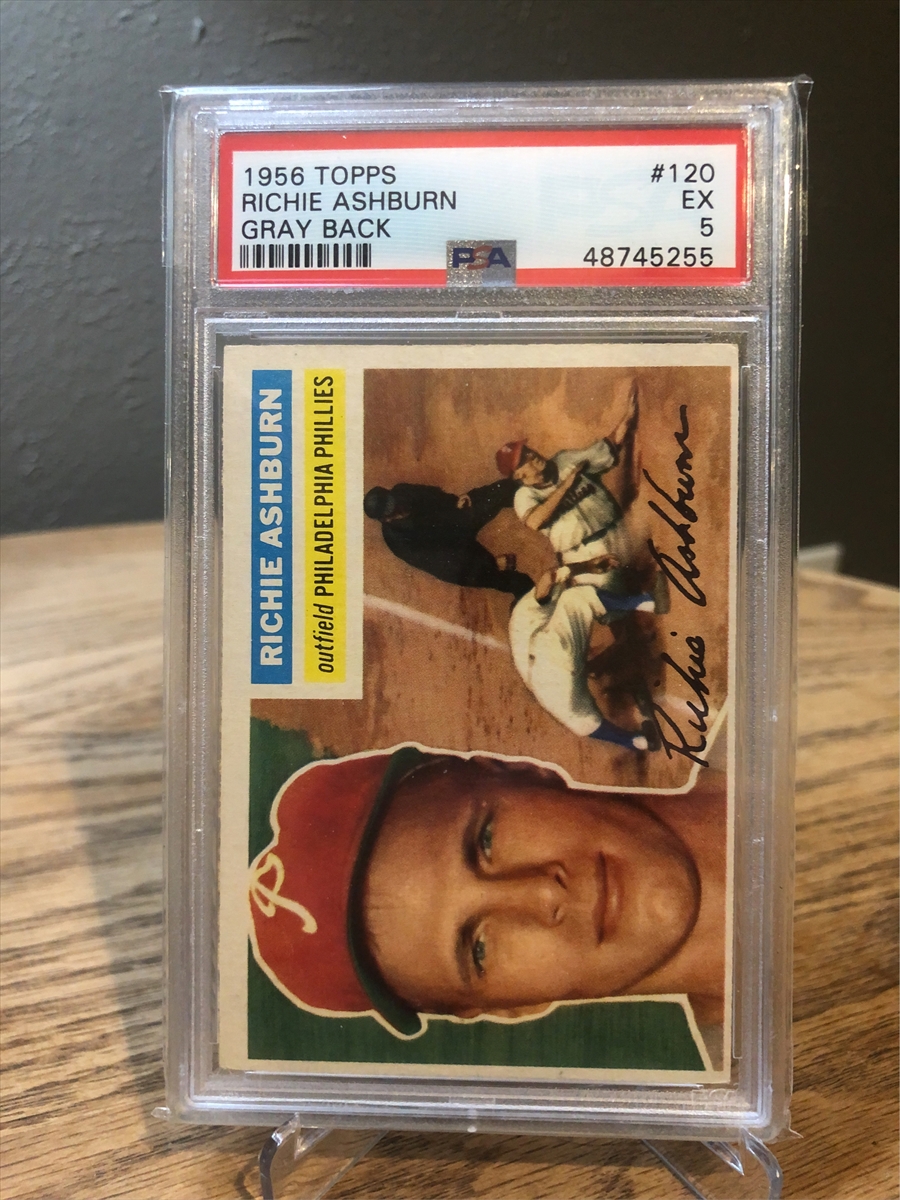 1956 TOPPS #120
RICHIE ASHBURN EX
GRAY BACK 5
PSA 48745255
RICHIE ASHBURN
outfield PHILADELPHIA PHILLIES
Richie Ashburn
P